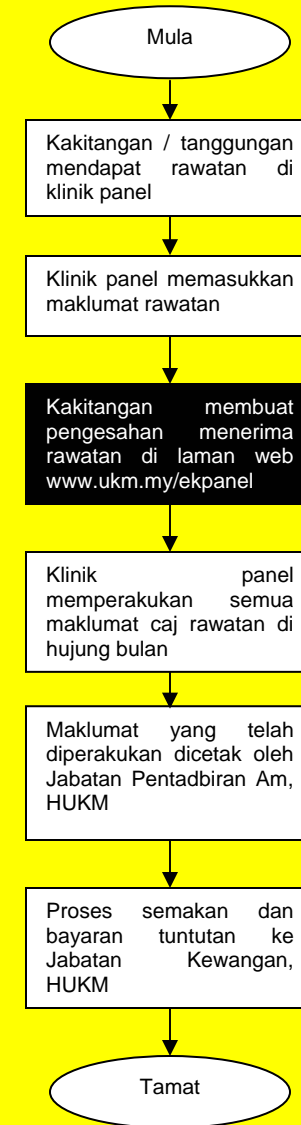 Mula
Kakitangan / tanggungan
mendapat rawatan di
klinik panel
Klinik panel memasukkan
maklumat rawatan
Kakitangan membuat
pengesahan menerima
rawatan di laman web
www.ukm.my/ekpanel
Klinik panel
memperakukan semua
maklumat caj rawatan di
hujung bulan
Maklumat yang telah
diperakukan dicetak oleh
Jabatan Pentadbiran Am,
HUKM
Proses semakan dan
bayaran tuntutan ke
Jabatan Kewangan,
HUKM
Tamat